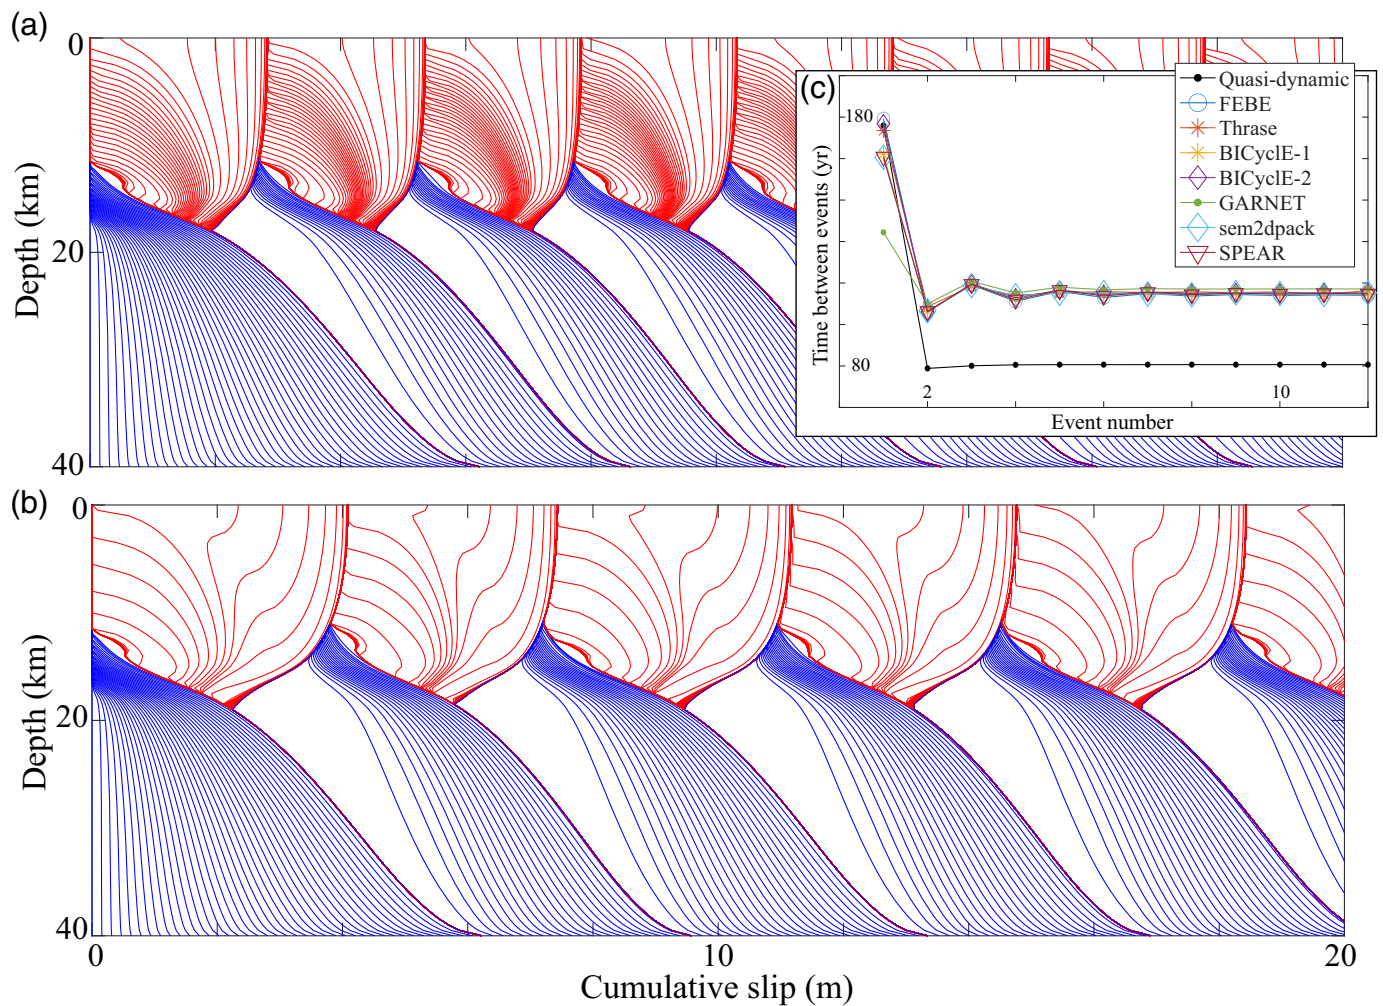 (a)
0
20
40
Depth (km)
(c)
180
80
Time between events (yr)
2
10
Event number
Quasi-dynamic
FEBE
Thrase
BICyclE-1
BICyclE-2
GARNET
sem2dpack
SPEAR
(b)
0
20
40
Depth (km)
0
10
20
Cumulative slip (m)